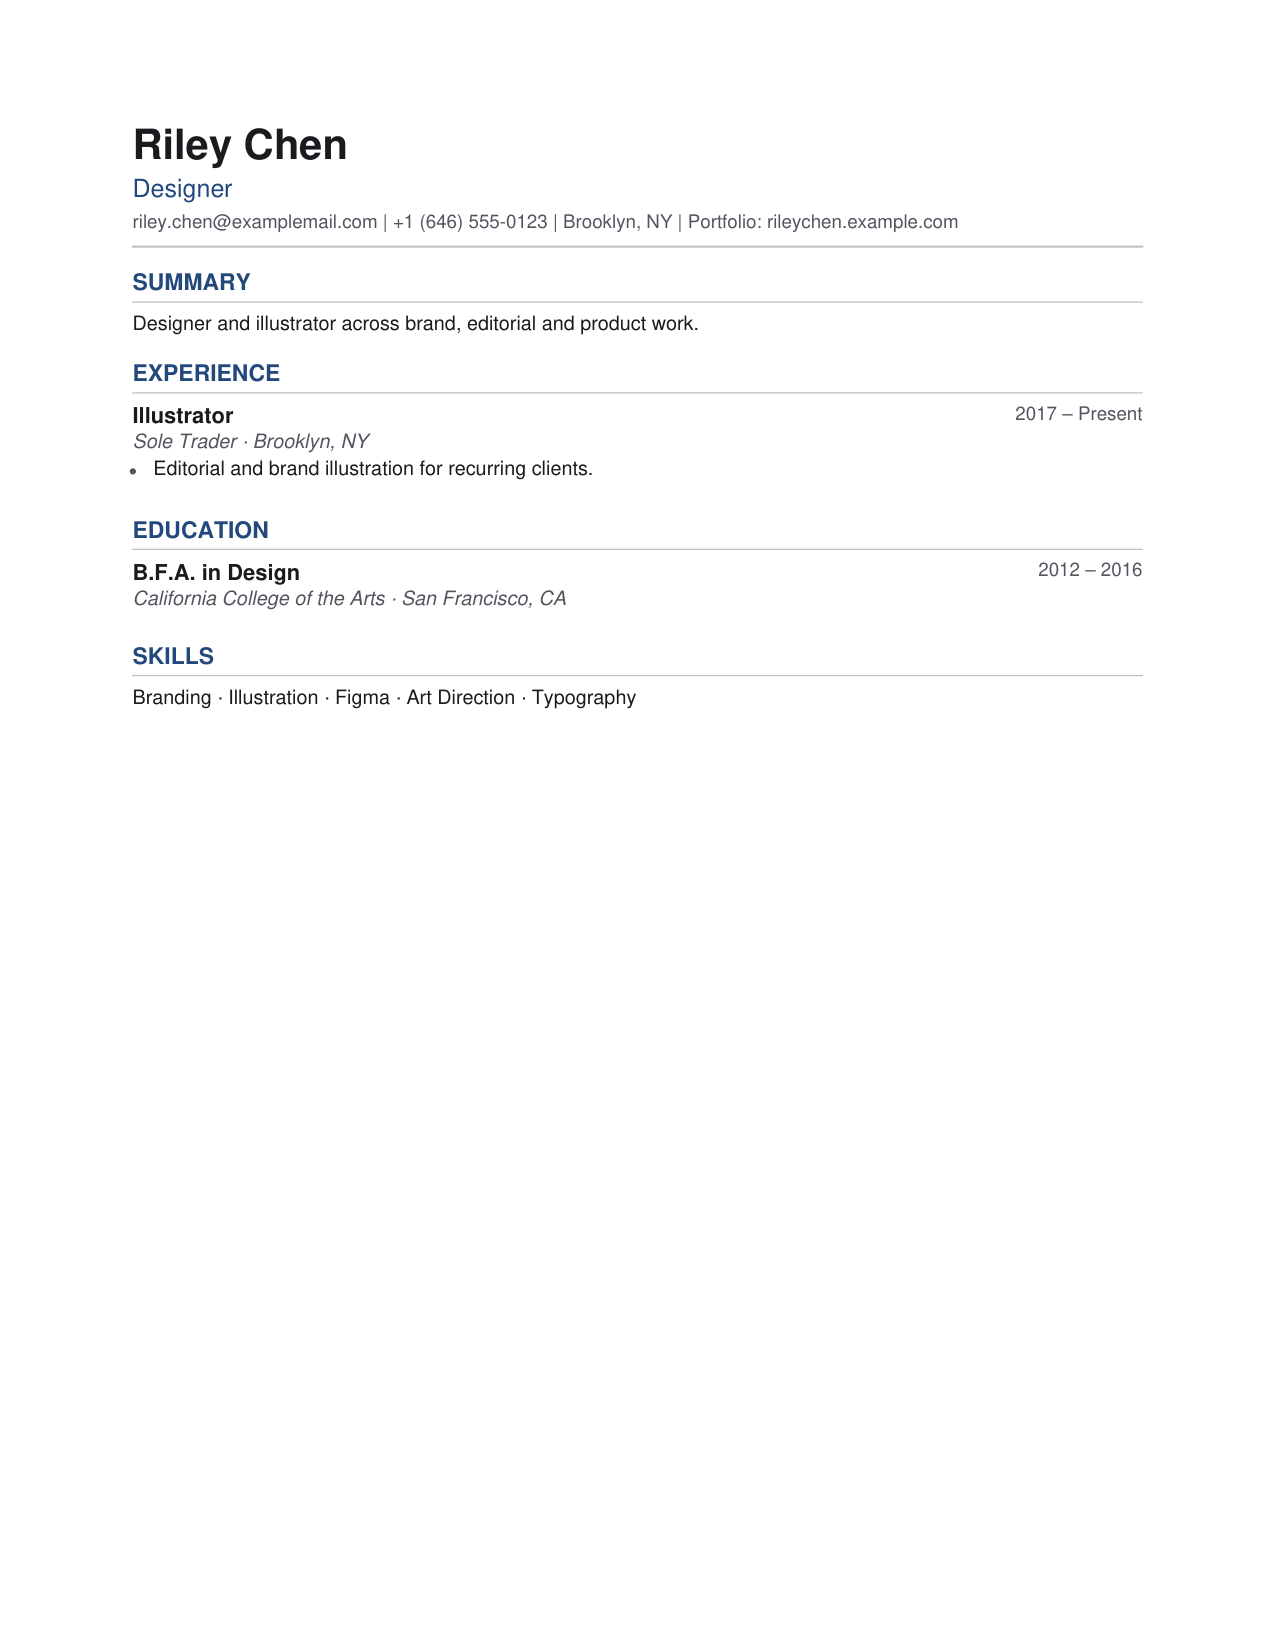 Riley Chen
Designer
riley.chen@examplemail.com | +1 (646) 555-0123 | Brooklyn, NY | Portfolio: rileychen.example.com
SUMMARY
Designer and illustrator across brand, editorial and product work.
EXPERIENCE
Illustrator 2017 – Present
Sole Trader · Brooklyn, NY
• Editorial and brand illustration for recurring clients.
EDUCATION
B.F.A. in Design 2012 – 2016
California College of the Arts · San Francisco, CA
SKILLS
Branding · Illustration · Figma · Art Direction · Typography